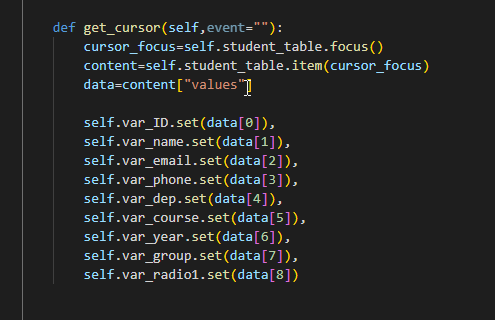 def get_cursor(self,event=""):
    cursor_focus=self.student_table.focus()
    content=self.student_table.item(cursor_focus)
    data=content["values"]
    self.var_ID.set(data[0]),
    self.var_name.set(data[1]),
    self.var_email.set(data[2]),
    self.var_phone.set(data[3]),
    self.var_dep.set(data[4]),
    self.var_course.set(data[5]),
    self.var_year.set(data[6]),
    self.var_group.set(data[7]),
    self.var_radio1.set(data[8])